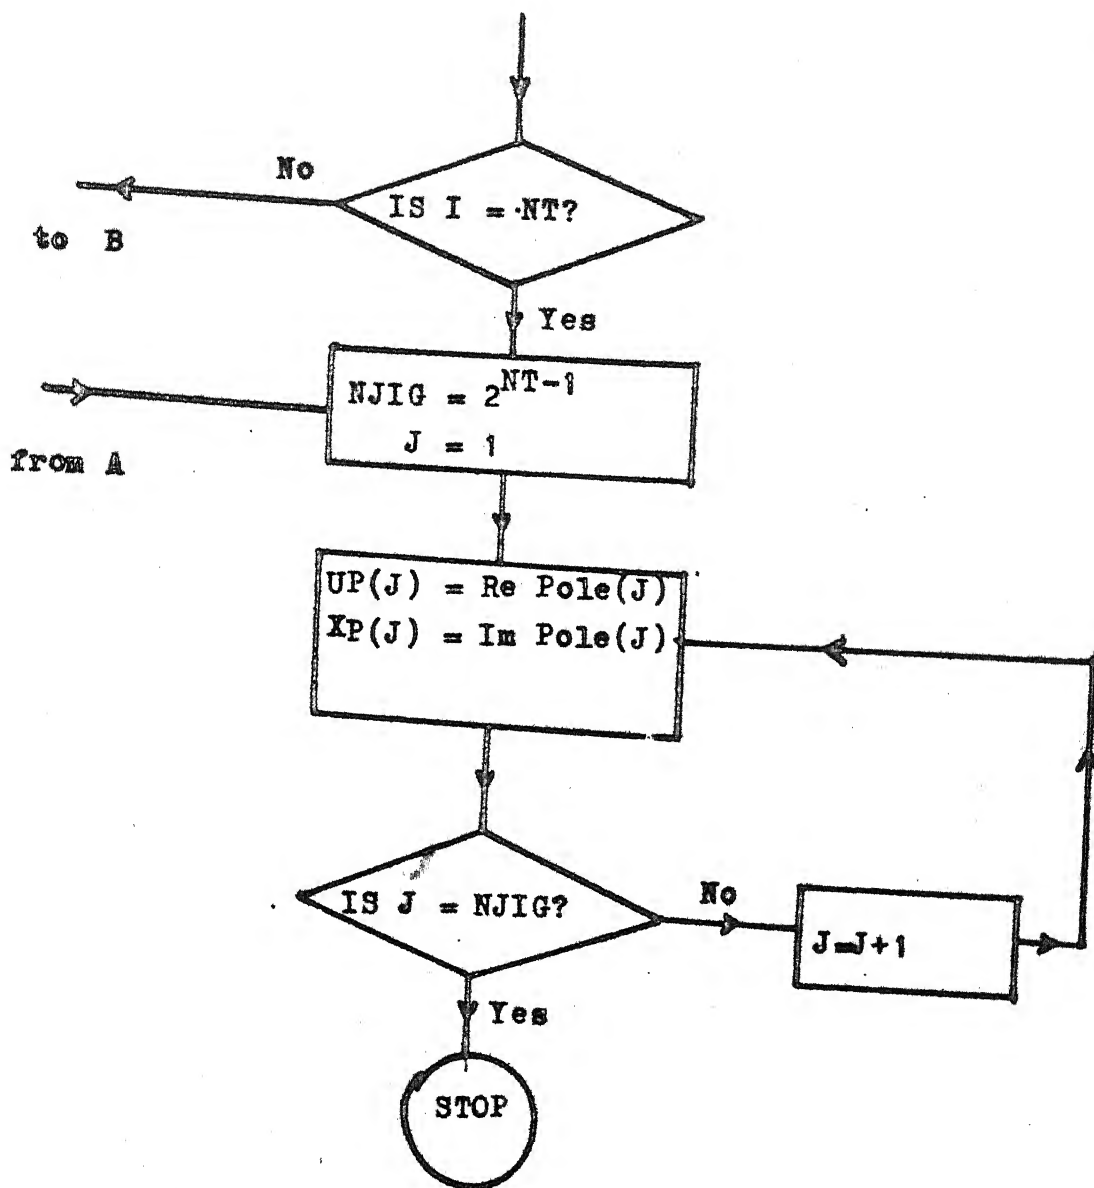 No
IS I = NT?
to B
Yes
NJIG = 2^NT-1
J = 1
from A
UP(J) = Re Pole(J)
XP(J) = Im Pole(J)
IS J = NJIG?
No
J=J+1
Yes
STOP